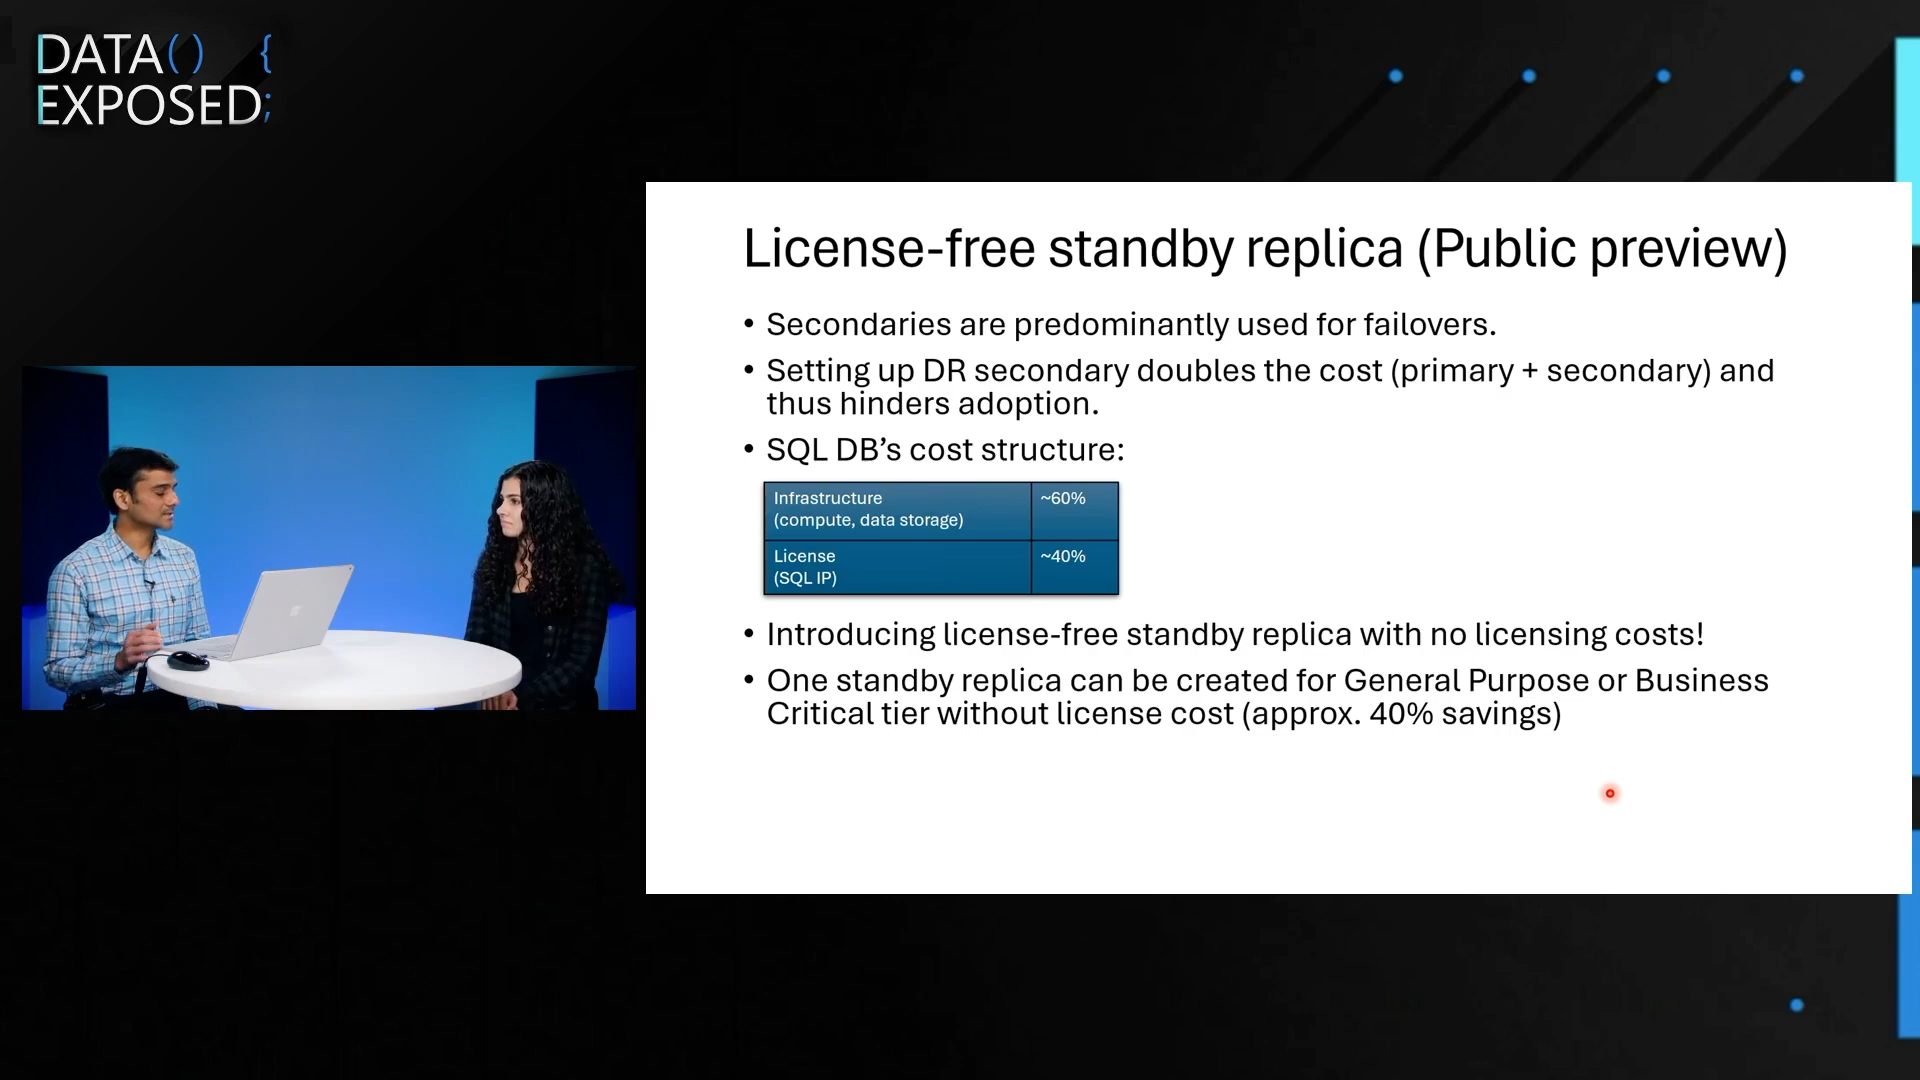 DATA() {
EXPOSED;
License-free standby replica (Public preview)
• Secondaries are predominantly used for failovers.
• Setting up DR secondary doubles the cost (primary + secondary) and
thus hinders adoption.
• SQL DB’s cost structure:
Infrastructure ~60%
(compute, data storage)
License ~40%
(SQL IP)
• Introducing license-free standby replica with no licensing costs!
• One standby replica can be created for General Purpose or Business
Critical tier without license cost (approx. 40% savings)